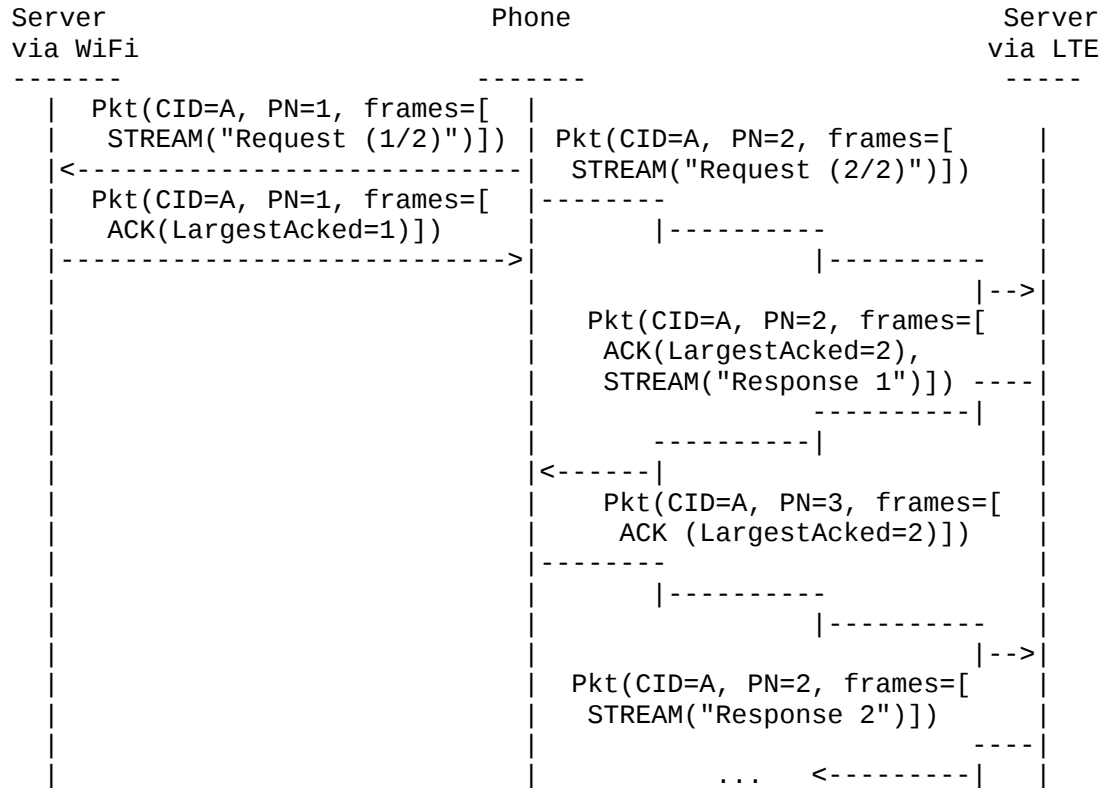 Server Phone Server
via WiFi via LTE
------- ------- -----
| Pkt(CID=A, PN=1, frames=[ |
| STREAM("Request (1/2)")]) | Pkt(CID=A, PN=2, frames=[ |
|<----------------------------| STREAM("Request (2/2)")]) |
| Pkt(CID=A, PN=1, frames=[ |-------- |
| ACK(LargestAcked=1)]) | |---------- |
|---------------------------->| |---------- |
| | |-->|
| | Pkt(CID=A, PN=2, frames=[ |
| | ACK(LargestAcked=2), |
| | STREAM("Response 1")]) ----|
| | ----------| |
| | ----------| |
| |<------| |
| | Pkt(CID=A, PN=3, frames=[ |
| | ACK (LargestAcked=2)]) |
| |-------- |
| | |---------- |
| | |---------- |
| | |-->|
| | Pkt(CID=A, PN=2, frames=[ |
| | STREAM("Response 2")]) |
| | ----|
| | ... <---------| |